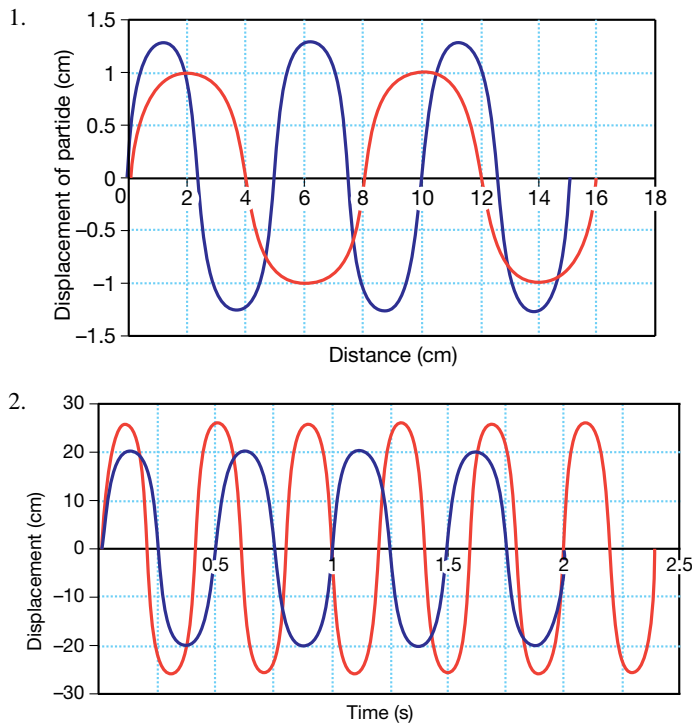 1.
1.5
1
0.5
0
−0.5
−1
−1.5
Displacement of partide (cm)
0 2 4 6 8 10 12 14 16 18
Distance (cm)
2.
30
20
10
0
−10
−20
−30
Displacement (cm)
0.5 1 1.5 2 2.5
Time (s)